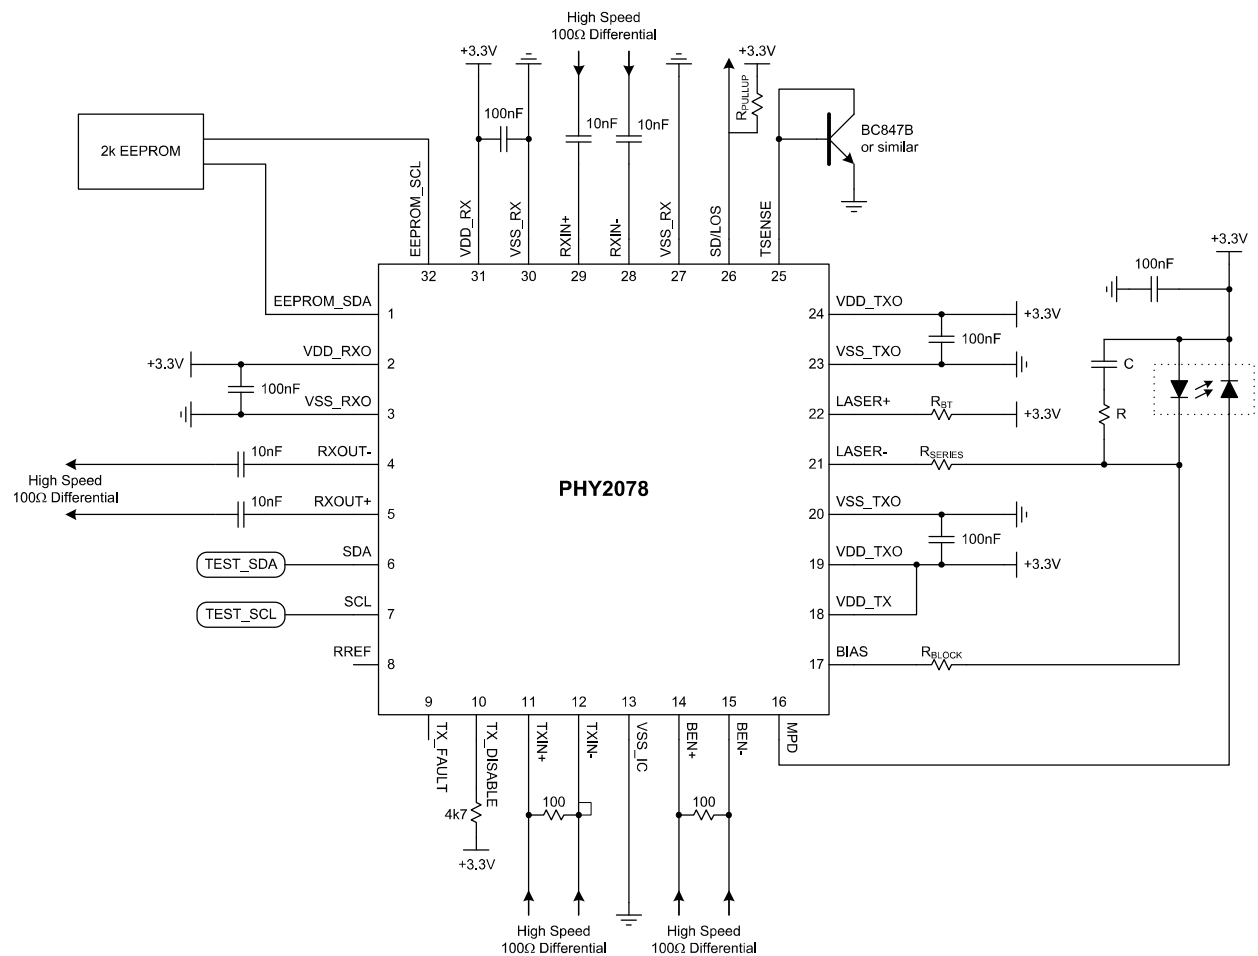 High Speed
100Ω Differential
+3.3V
+3.3V
R_PULLUP
100nF
10nF
10nF
BC847B
or similar
2k EEPROM
EEPROM_SCL
VDD_RX
VSS_RX
RXIN+
RXIN-
VSS_RX
SD/LOS
TSENSE
32
31
30
29
28
27
26
25
+3.3V
100nF
EEPROM_SDA
1
24
VDD_TXO
+3.3V
100nF
+3.3V
VDD_RXO
2
23
VSS_TXO
100nF
VSS_RXO
3
22
LASER+
R_BT
+3.3V
C
R
10nF
RXOUT-
4
21
LASER-
R_SERIES
High Speed
100Ω Differential
PHY2078
10nF
RXOUT+
5
20
VSS_TXO
100nF
TEST_SDA
SDA
6
19
VDD_TXO
+3.3V
TEST_SCL
SCL
7
18
VDD_TX
RREF
8
17
BIAS
R_BLOCK
9
10
11
12
13
14
15
16
TX_FAULT
TX_DISABLE
TXIN+
TXIN-
VSS_IC
BEN+
BEN-
MPD
4k7
100
100
+3.3V
High Speed
100Ω Differential
High Speed
100Ω Differential